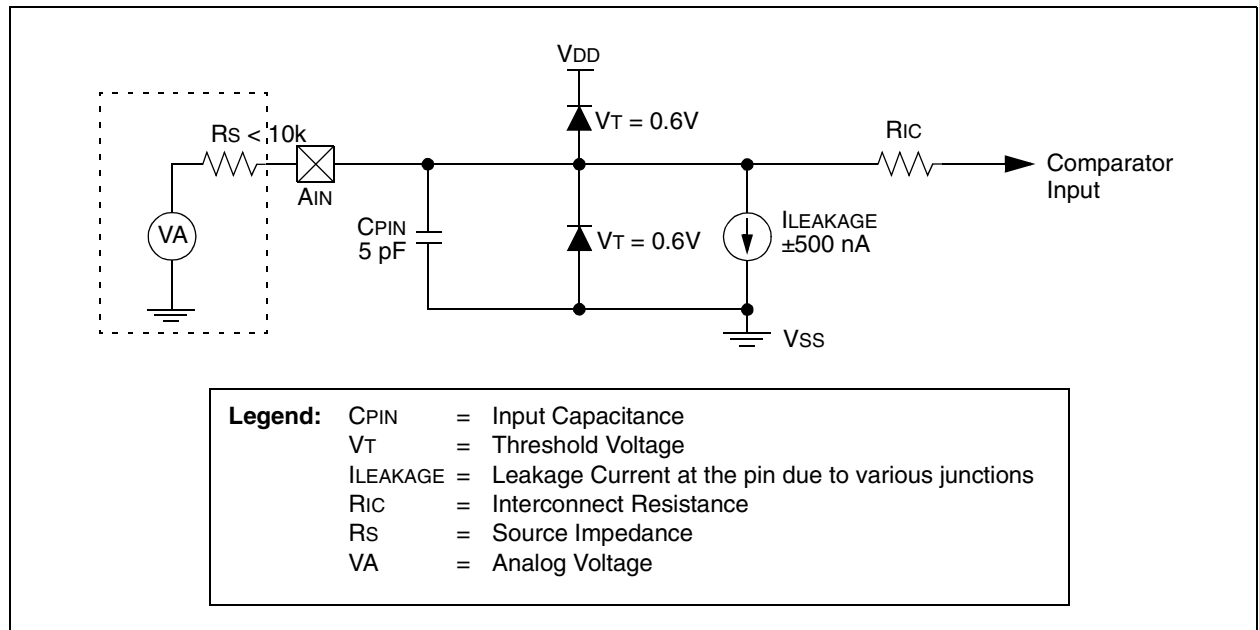 VDD
VT = 0.6V
RS < 10k
RIC
AIN
Comparator
Input
VA
CPIN
5 pF
VT = 0.6V
ILEAKAGE
±500 nA
VSS
Legend: CPIN = Input Capacitance
VT = Threshold Voltage
ILEAKAGE = Leakage Current at the pin due to various junctions
RIC = Interconnect Resistance
RS = Source Impedance
VA = Analog Voltage